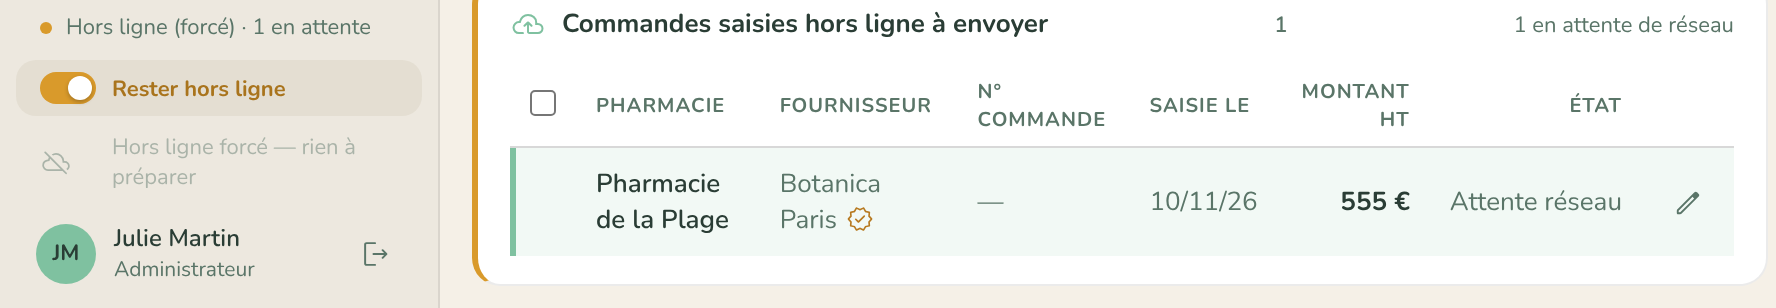 Hors ligne (forcé) · 1 en attente
Rester hors ligne
Hors ligne forcé — rien à
préparer
JM
Julie Martin
Administrateur
Commandes saisies hors ligne à envoyer 1 1 en attente de réseau
PHARMACIE FOURNISSEUR N° COMMANDE SAISIE LE MONTANT HT ÉTAT
Pharmacie de la Plage Botanica Paris — 10/11/26 555 € Attente réseau